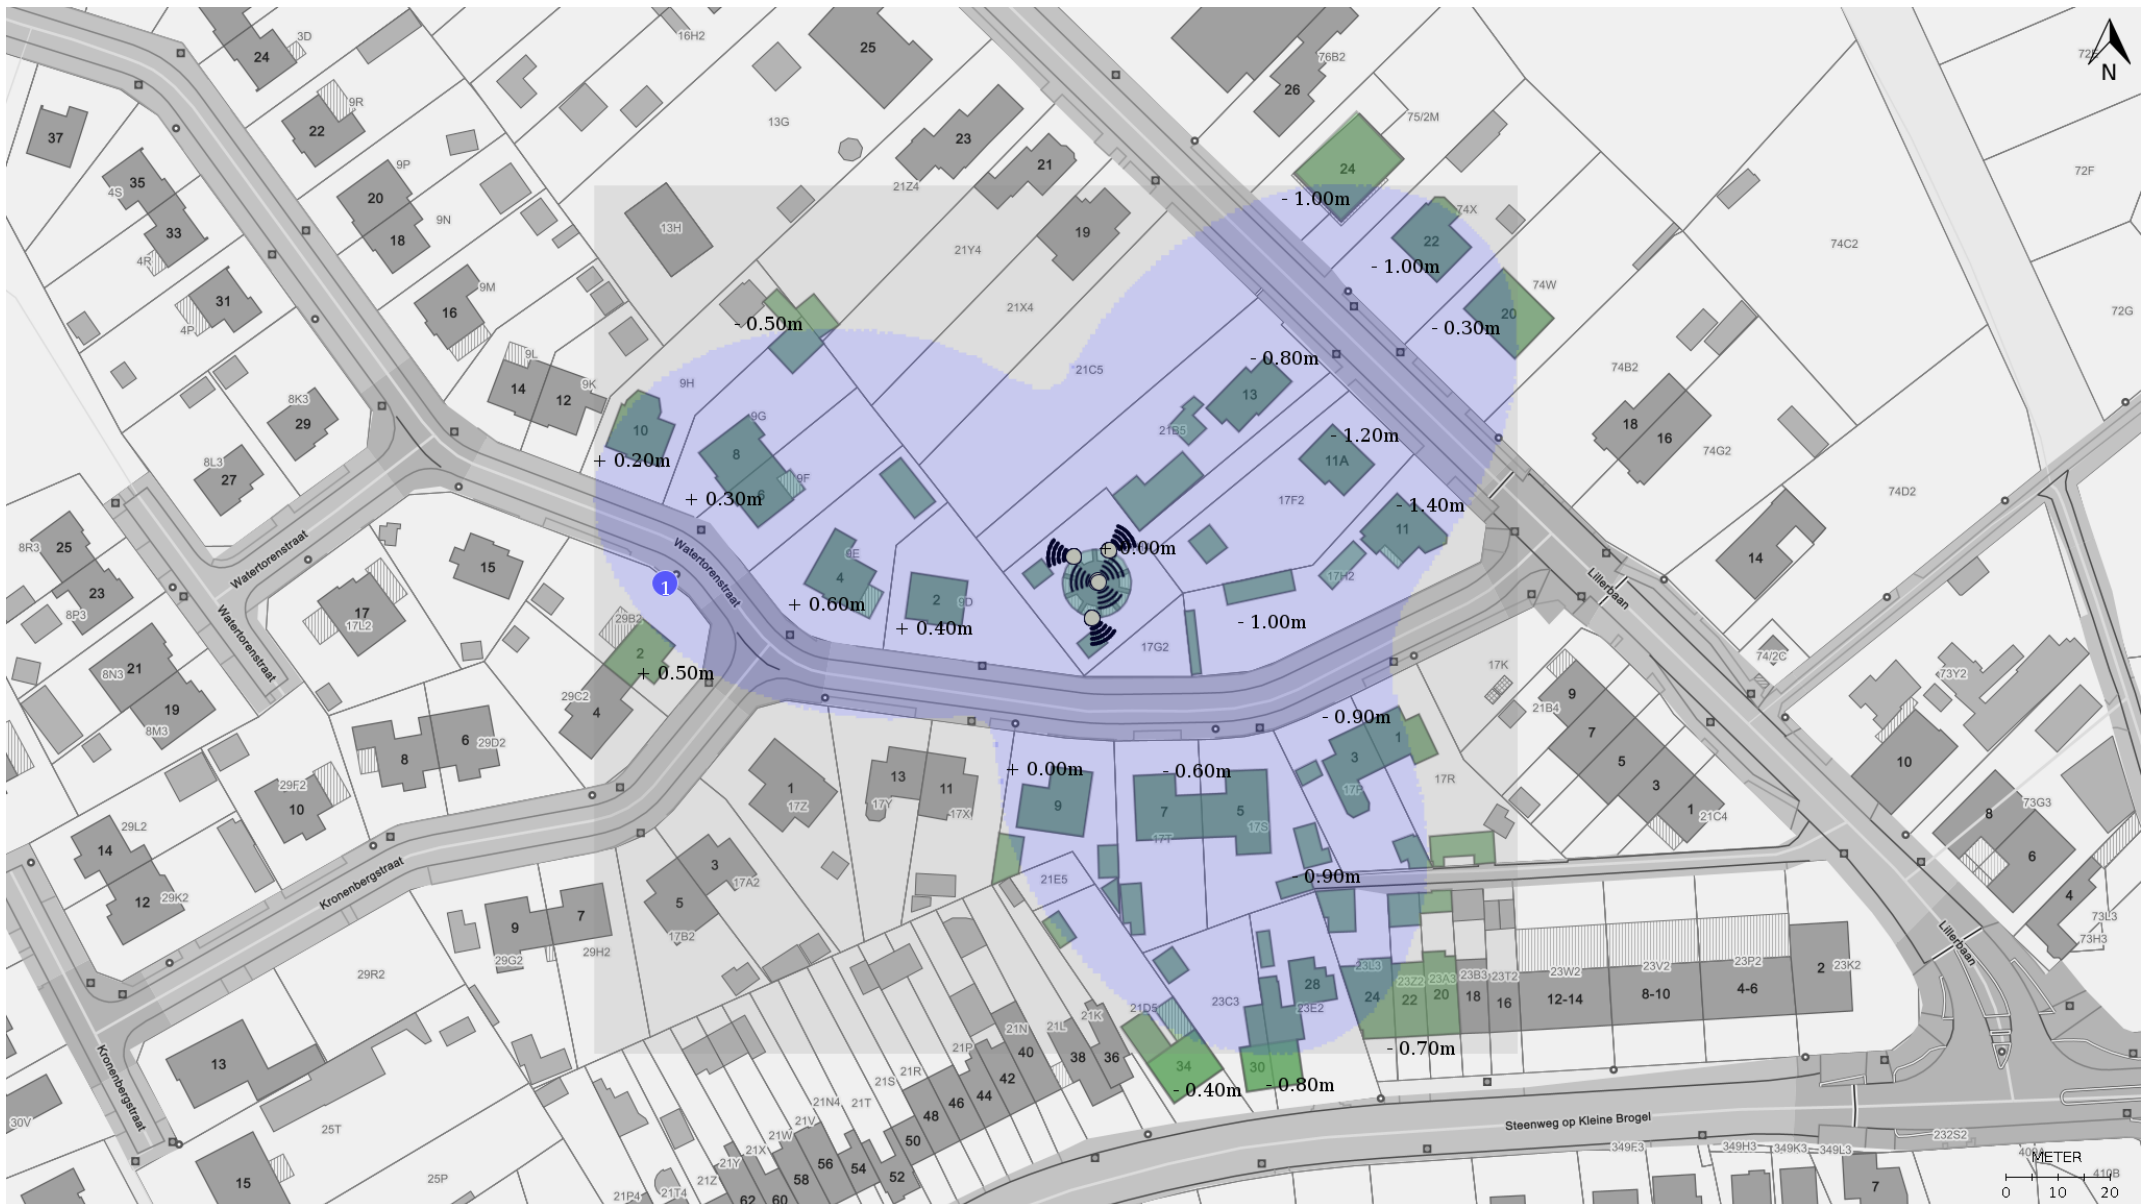 3D
24
16H2
25
76B2
26
72E
N
9R
22
37
13G
23
75/2M
9P
21
24
72F
35
4S
20
21Z4
- 1.00m
9N
74X
33
18
13H
19
22
74C2
4R
21Y4
- 1.00m
9M
74W
31
16
21X4
20
72G
4P
- 0.50m
- 0.30m
9L
- 0.80m
14
9K
9H
21C5
74B2
12
13
8K3
29
9G
18
10
21B5
- 1.20m
16
8
11A
74G2
+ 0.20m
8L3
27
9F
+ 0.30m
6
17F2
74D2
- 1.40m
11
8R3
25
Watertorenstraat
Watertorenstraat
9E
+ 0.00m
14
15
4
17H2
1
Lillerbaan
23
2
9D
+ 0.60m
8P3
17
17L2
29B2
+ 0.40m
- 1.00m
Watertorenstraat
17G2
2
74/2C
21
17K
8N3
+ 0.50m
73Y2
29C2
9
19
4
21B4
8M3
- 0.90m
7
6
29D2
1
8
3
5
10
+ 0.00m
- 0.60m
13
17R
29F2
1
11
3
10
17Z
17Y
17P
9
7
5
1
73G3
17X
21C4
8
29L2
17T
17S
14
3
6
Kronenbergstraat
21E5
- 0.90m
17A2
4
12
29K2
5
9
7
73L3
17B2
Lillerbaan
29G2
29H2
73H3
29R2
23L3
23Z2
23A3
23B3
23T2
23W2
23V2
23P2
2
23K2
28
24
22
20
18
16
12-14
8-10
4-6
21D5
23C3
23E2
21K
21N
21L
- 0.70m
40
38
36
21P
13
34
30
Kronenbergstraat
21R
42
- 0.40m
- 0.80m
21S
44
21N4
21T
46
48
30V
21V
Steenweg op Kleine Brogel
25T
21W
50
232S2
21X
349F3
349H3
349K3
349L3
21Y
56
54
METER
25P
21Z
58
52
15
7
410B
21P4
21T4
62
60
0
10
20